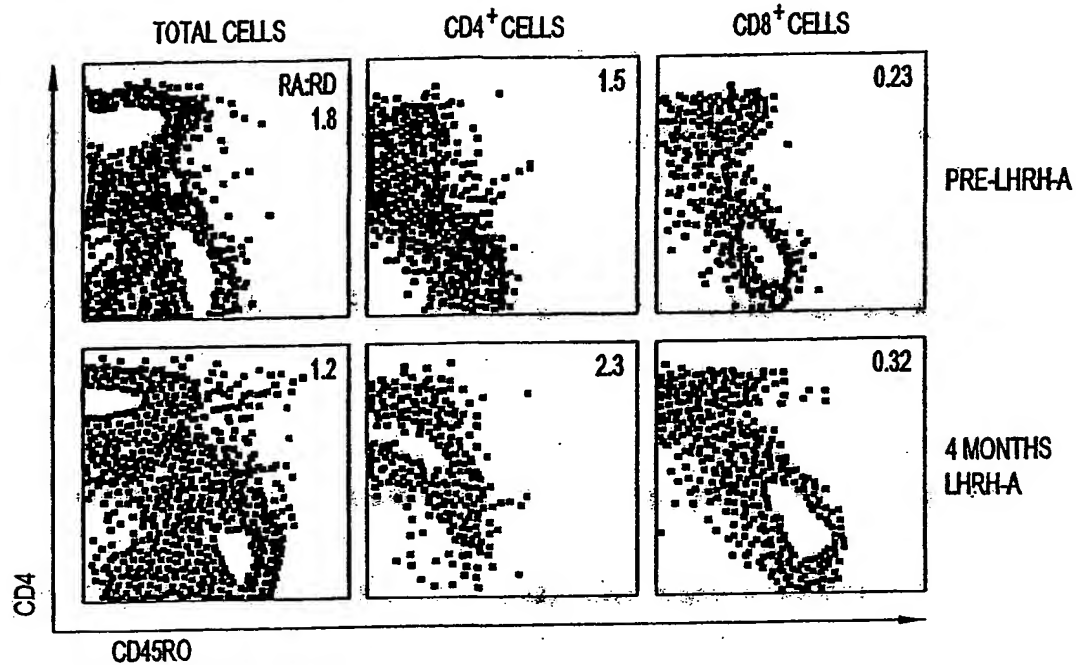 TOTAL CELLS
CD4+ CELLS
CD8+ CELLS
RA:RD
1.8
1.5
0.23
PRE-LHRH-A
1.2
2.3
0.32
4 MONTHS
LHRH-A
CD4
CD45RO